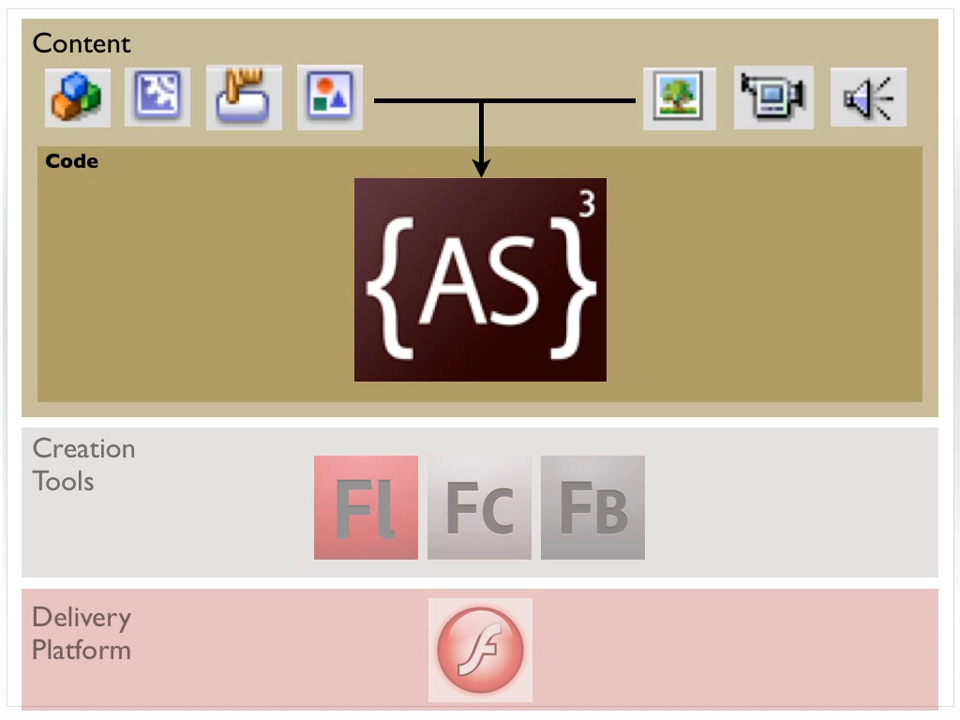 Content
Code
{AS}3
Creation
Tools
Fl
Fc
FB
Delivery
Platform
f